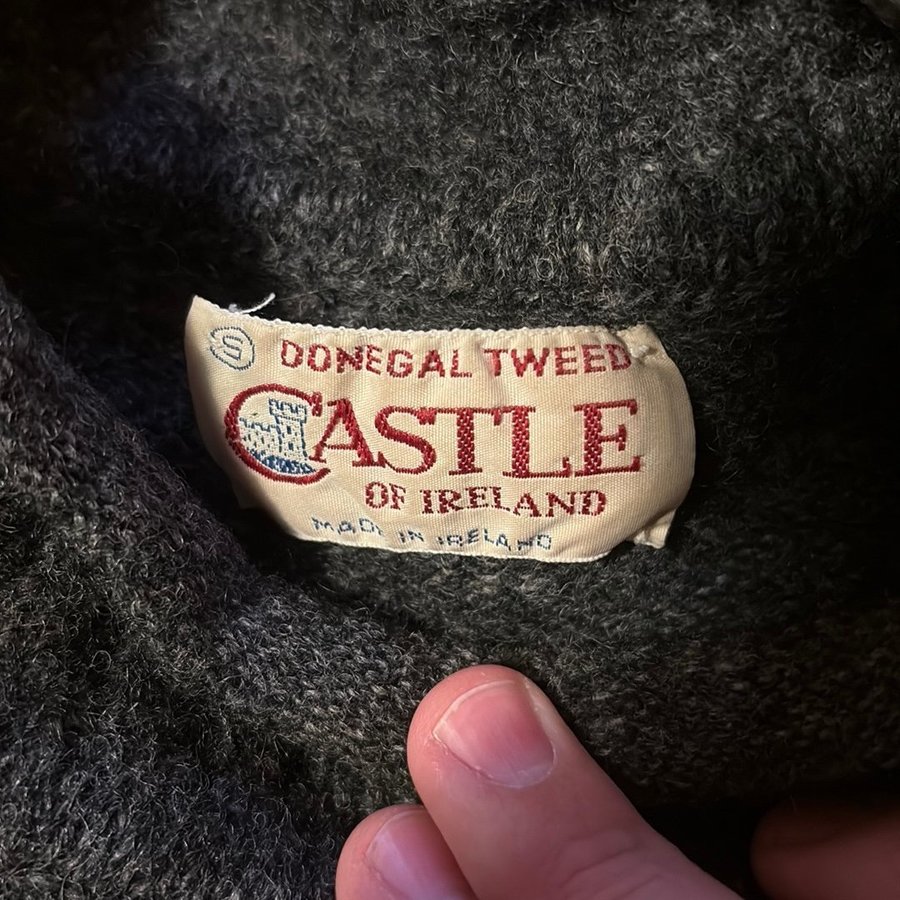 DONEGAL TWEED
CASTLE
OF IRELAND
MADE IN IRELAND